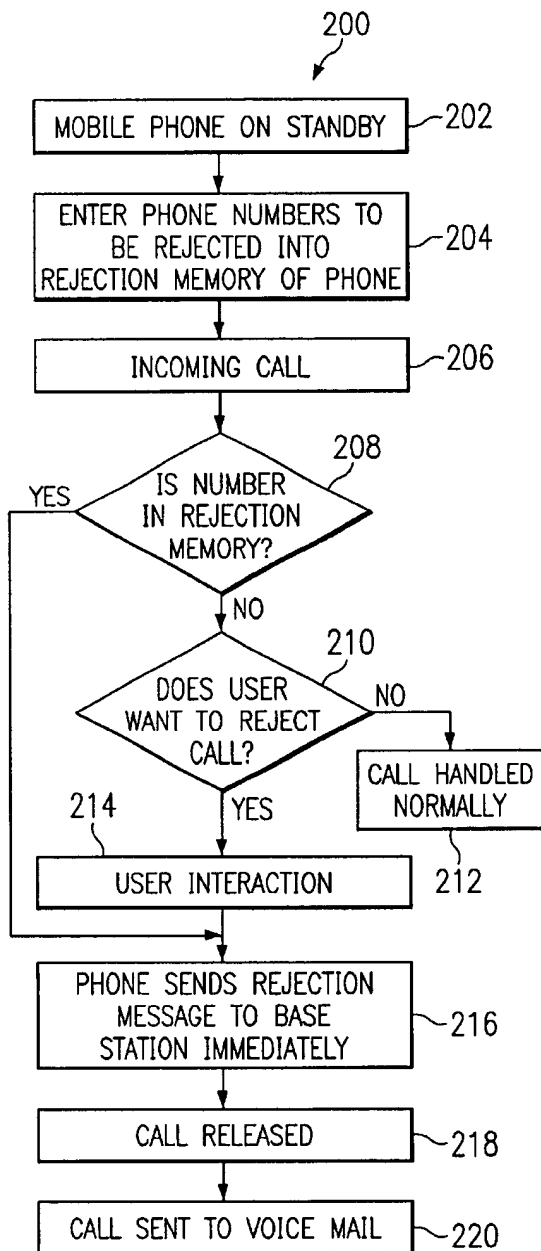 200
MOBILE PHONE ON STANDBY
202
ENTER PHONE NUMBERS TO
BE REJECTED INTO
REJECTION MEMORY OF PHONE
204
INCOMING CALL
206
208
YES
IS NUMBER
IN REJECTION
MEMORY?
NO
210
DOES USER
WANT TO REJECT
CALL?
NO
CALL HANDLED
NORMALLY
212
YES
214
USER INTERACTION
PHONE SENDS REJECTION
MESSAGE TO BASE
STATION IMMEDIATELY
216
CALL RELEASED
218
CALL SENT TO VOICE MAIL
220